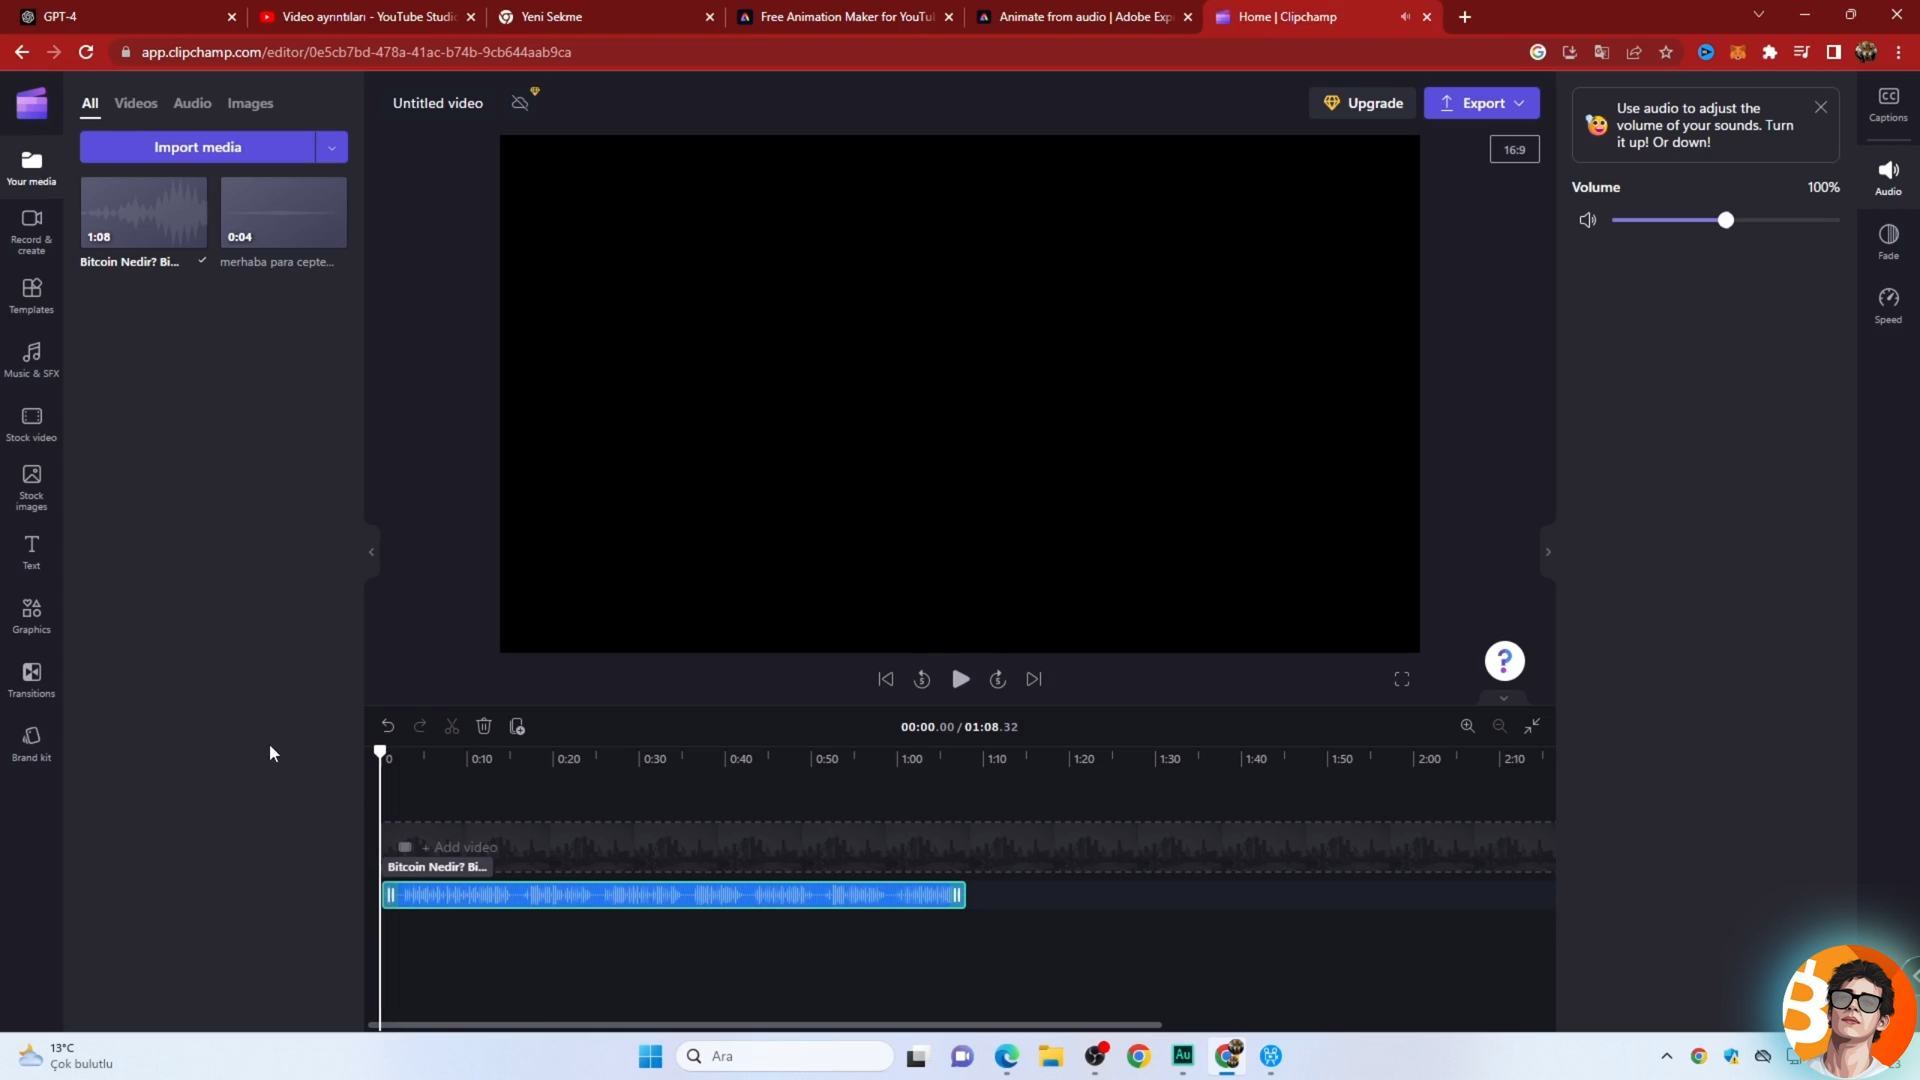 GPT-4
Video ayrıntıları - YouTube Studio
Yeni Sekme
Free Animation Maker for YouTu
Animate from audio | Adobe Exp
Home | Clipchamp
app.clipchamp.com/editor/0e5cb7bd-478a-41ac-b74b-9cb644aab9ca
All
Videos
Audio
Images
Untitled video
Upgrade
Export
Use audio to adjust the
volume of your sounds. Turn
it up! Or down!
Captions
Import media
16:9
Your media
Volume
100%
Audio
1:08
0:04
Bitcoin Nedir? Bi...
merhaba para cepte...
Record &
create
Fade
Templates
Speed
Music & SFX
Stock video
Stock
images
Text
Graphics
Transitions
Brand kit
5
5
?
00:00.00 / 01:08.32
0
0:10
0:20
0:30
0:40
0:50
1:00
1:10
1:20
1:30
1:40
1:50
2:00
2:10
+ Add video
Bitcoin Nedir? Bi...
13°C
Çok bulutlu
Ara
Au